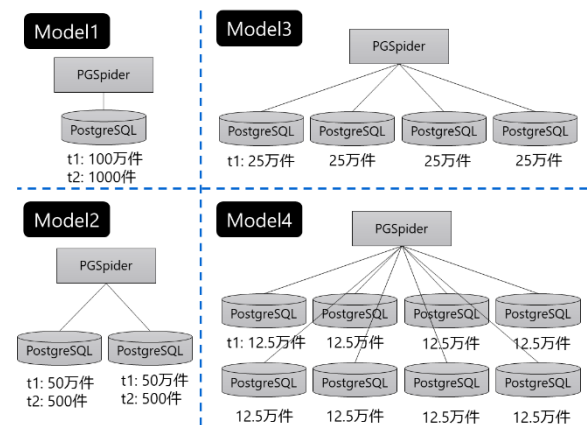 Model1
PGSpider
PostgreSQL
t1: 100万件
t2: 1000件
Model3
PGSpider
PostgreSQL PostgreSQL PostgreSQL PostgreSQL
t1: 25万件 25万件 25万件 25万件
Model2
PGSpider
PostgreSQL PostgreSQL
t1: 50万件 t1: 50万件
t2: 500件 t2: 500件
Model4
PGSpider
PostgreSQL PostgreSQL PostgreSQL PostgreSQL
t1: 12.5万件 12.5万件 12.5万件 12.5万件
PostgreSQL PostgreSQL PostgreSQL PostgreSQL
12.5万件 12.5万件 12.5万件 12.5万件